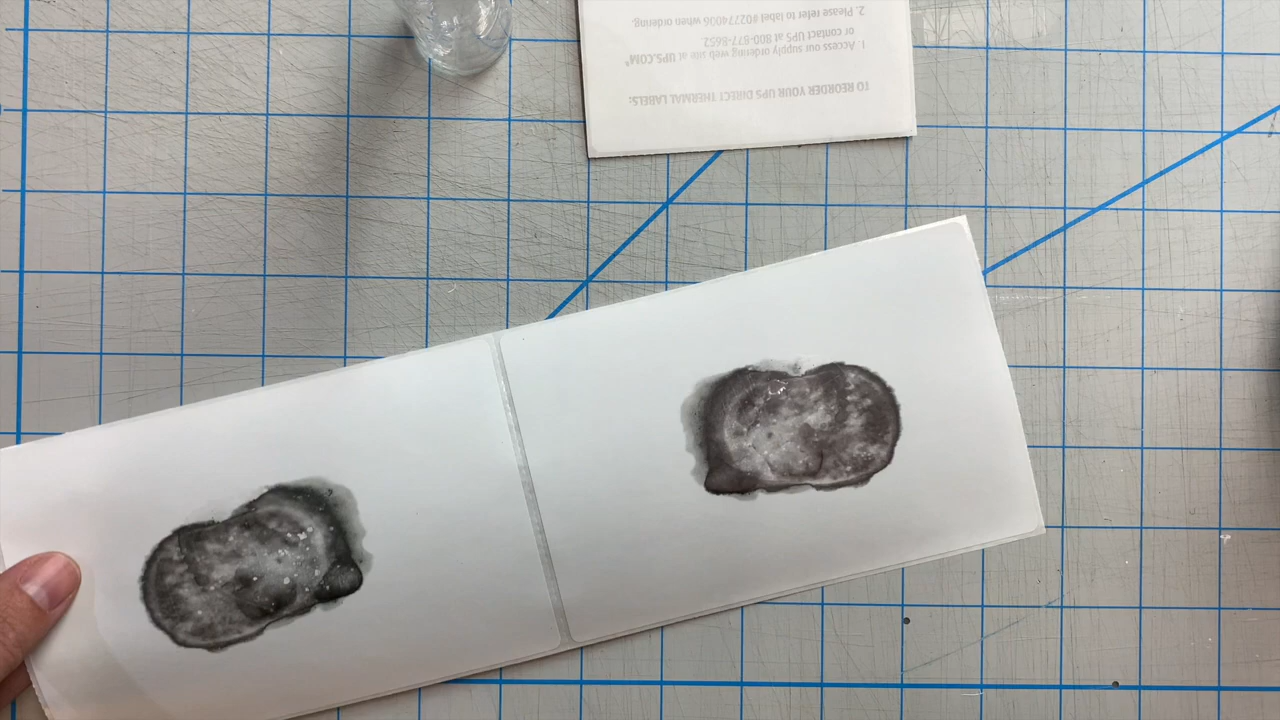 TO REORDER YOUR UPS DIRECT THERMAL LABELS:
1. Access our supply ordering web site at UPS.COM®
or contact UPS at 800-877-8652
2. Please refer to label #02774006 when ordering.